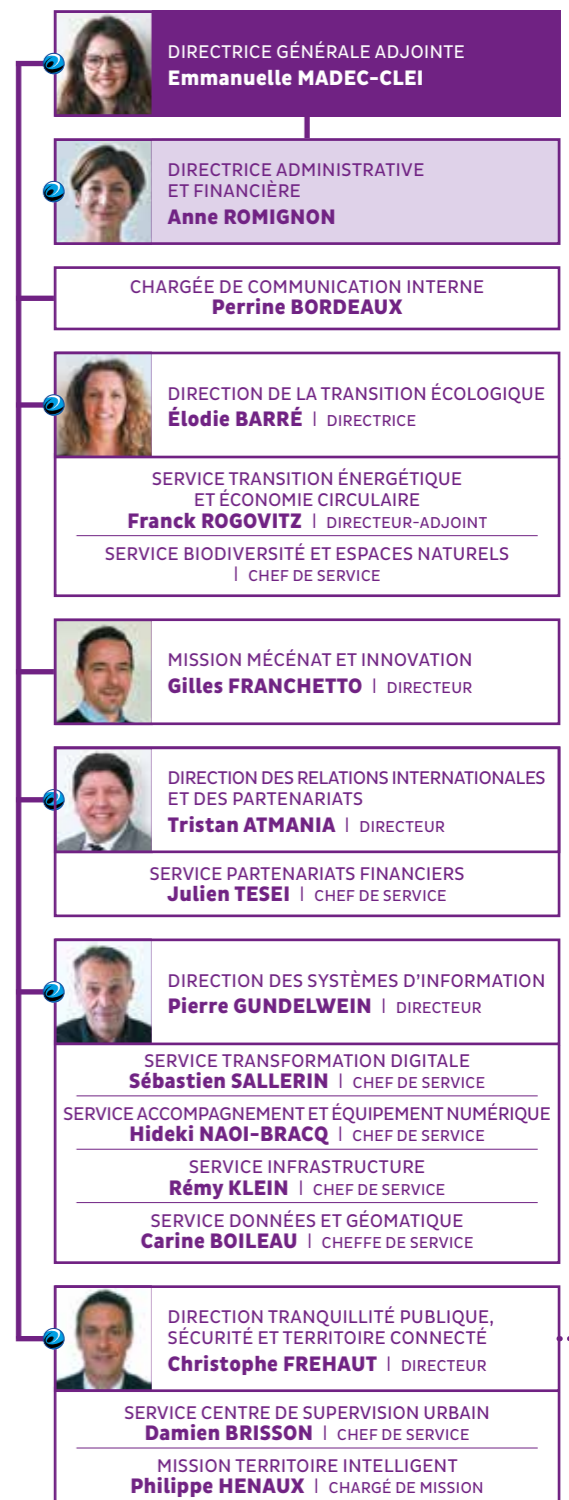 DIRECTRICE GÉNÉRALE ADJOINTE
Emmanuelle MADEC-CLEI
DIRECTRICE ADMINISTRATIVE
ET FINANCIÈRE
Anne ROMIGNON
CHARGÉE DE COMMUNICATION INTERNE
Perrine BORDEAUX
DIRECTION DE LA TRANSITION ÉCOLOGIQUE
Élodie BARRÉ | DIRECTRICE
SERVICE TRANSITION ÉNERGÉTIQUE
ET ÉCONOMIE CIRCULAIRE
Franck ROGOVITZ | DIRECTEUR-ADJOINT
SERVICE BIODIVERSITÉ ET ESPACES NATURELS
| CHEF DE SERVICE
MISSION MÉCÉNAT ET INNOVATION
Gilles FRANCHETTO | DIRECTEUR
DIRECTION DES RELATIONS INTERNATIONALES
ET DES PARTENARIATS
Tristan ATMANIA | DIRECTEUR
SERVICE PARTENARIATS FINANCIERS
Julien TESEI | CHEF DE SERVICE
DIRECTION DES SYSTÈMES D'INFORMATION
Pierre GUNDELWEIN | DIRECTEUR
SERVICE TRANSFORMATION DIGITALE
Sébastien SALLERIN | CHEF DE SERVICE
SERVICE ACCOMPAGNEMENT ET ÉQUIPEMENT NUMÉRIQUE
Hideki NAOI-BRACQ | CHEF DE SERVICE
SERVICE INFRASTRUCTURE
Rémy KLEIN | CHEF DE SERVICE
SERVICE DONNÉES ET GÉOMATIQUE
Carine BOILEAU | CHEFFE DE SERVICE
DIRECTION TRANQUILLITÉ PUBLIQUE,
SÉCURITÉ ET TERRITOIRE CONNECTÉ
Christophe FREHAUT | DIRECTEUR
SERVICE CENTRE DE SUPERVISION URBAIN
Damien BRISSON | CHEF DE SERVICE
MISSION TERRITOIRE INTELLIGENT
Philippe HENAUX | CHARGÉ DE MISSION